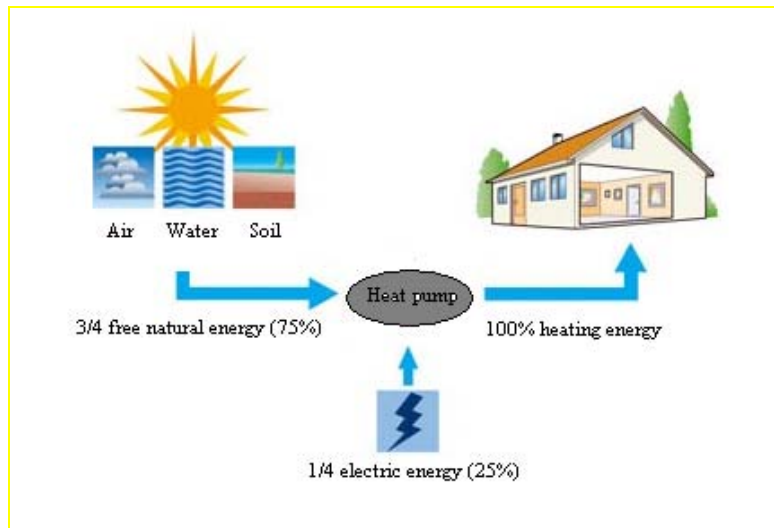 Air Water Soil
Heat pump
3/4 free natural energy (75%)
100% heating energy
1/4 electric energy (25%)